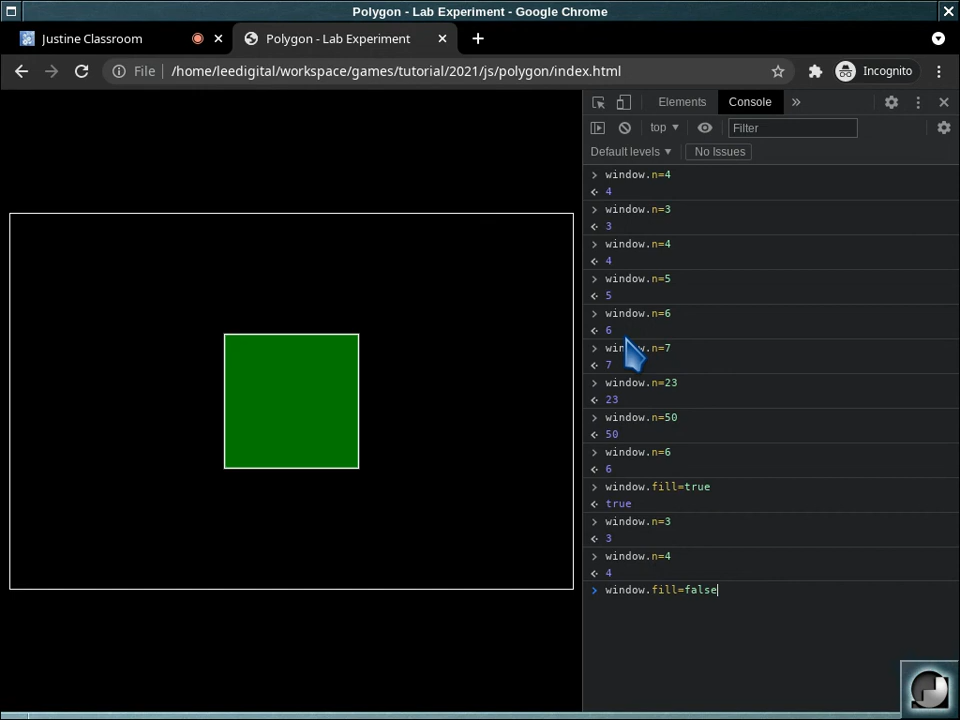 Polygon - Lab Experiment - Google Chrome
Justine Classroom
Polygon - Lab Experiment
File
/home/leedigital/workspace/games/tutorial/2021/js/polygon/index.html
Incognito
Elements
Console
top
Filter
Default levels
No Issues
window.n=4
4
window.n=3
3
window.n=4
4
window.n=5
5
window.n=6
6
window.n=7
7
window.n=23
23
window.n=50
50
window.n=6
6
window.fill=true
true
window.n=3
3
window.n=4
4
window.fill=false